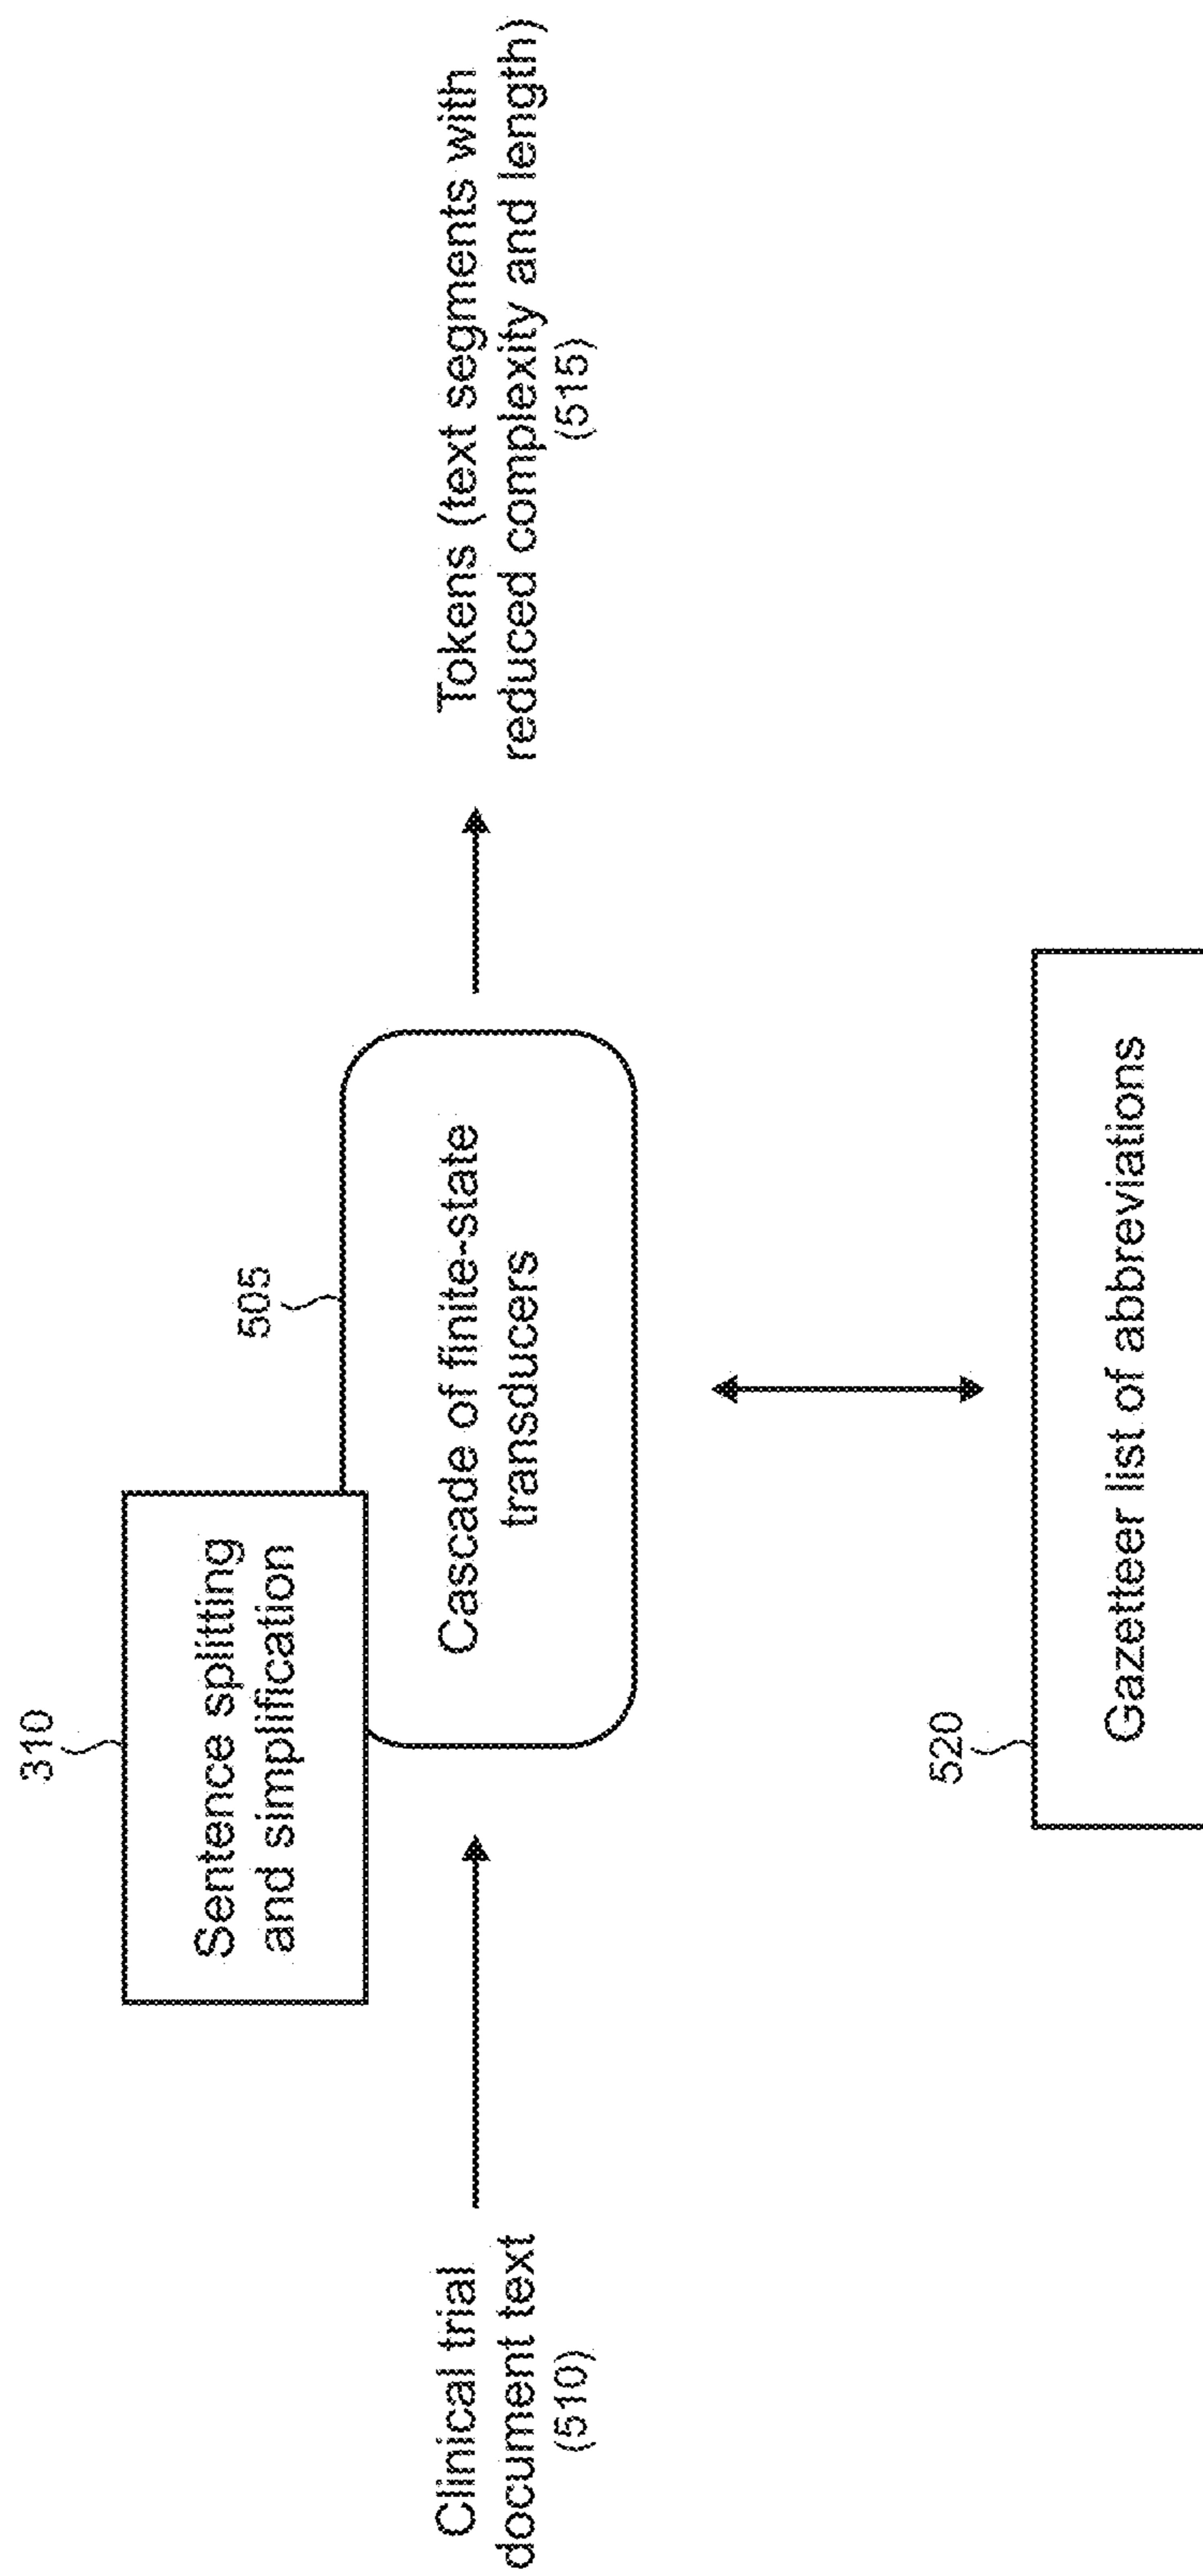 310
Sentence splitting
and simplification
505
Cascade of finite-state
transducers
Clinical trial
document text
(510)
Tokens (text segments with
reduced complexity and length)
(515)
520
Gazetteer list of abbreviations